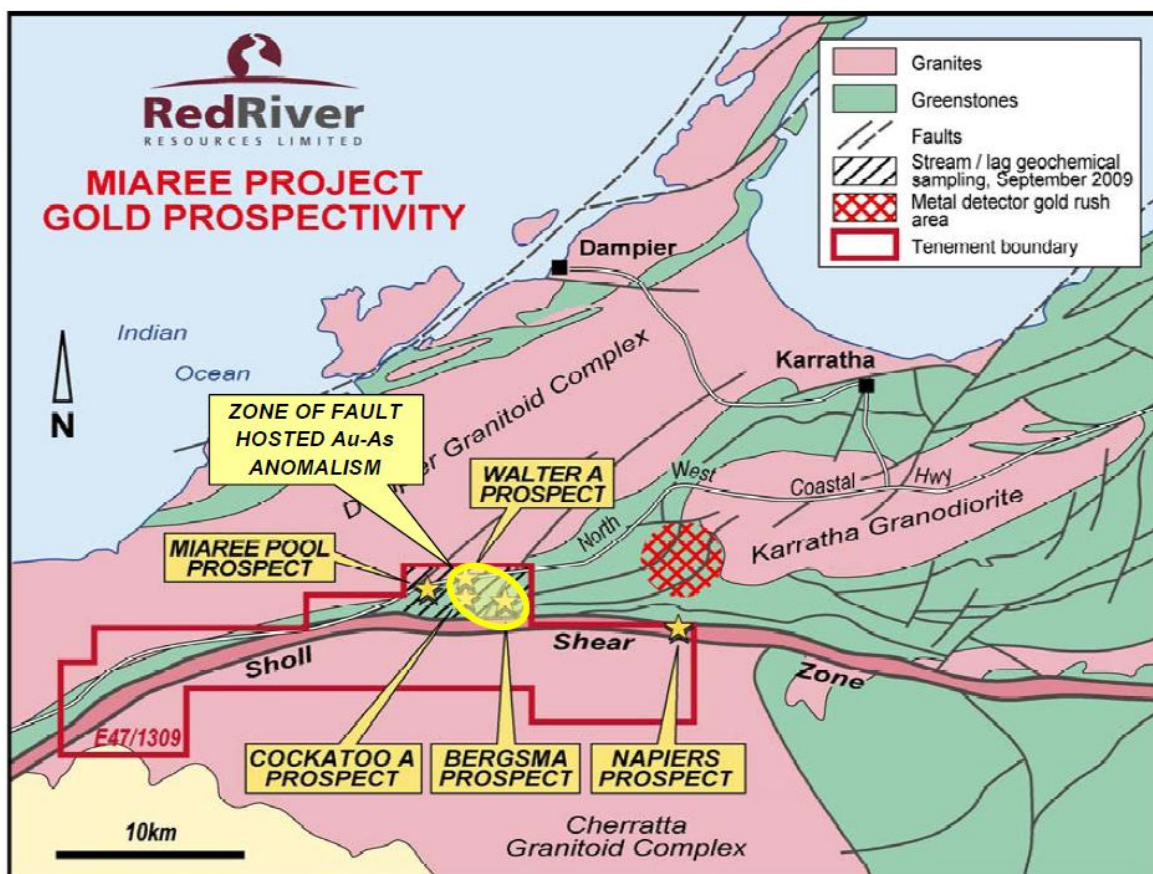 RedRiver
RESOURCES LIMITED
MIAREE PROJECT
GOLD PROSPECTIVITY
Granites
Greenstones
Faults
Stream / lag geochemical
sampling, September 2009
Metal detector gold rush
area
Tenement boundary
Dampier
Indian
Ocean
N
Karratha
ZONE OF FAULT
HOSTED Au-As
ANOMALISM
Granitoid Complex
WALTER A
PROSPECT
North West Coastal Hwy
Karratha Granodiorite
MIAREE POOL
PROSPECT
Sholl Shear Zone
E47/1309
COCKATOO A
PROSPECT
BERGSMA
PROSPECT
NAPIERS
PROSPECT
10km
Cherratta
Granitoid Complex